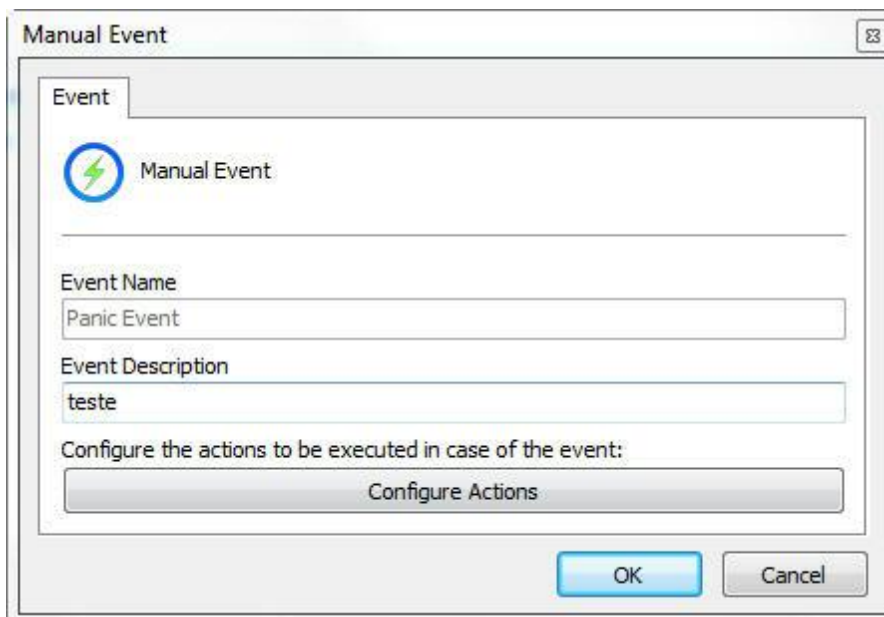 Manual Event
Event
Manual Event
Event Name
Panic Event
Event Description
teste
Configure the actions to be executed in case of the event:
Configure Actions
OK Cancel